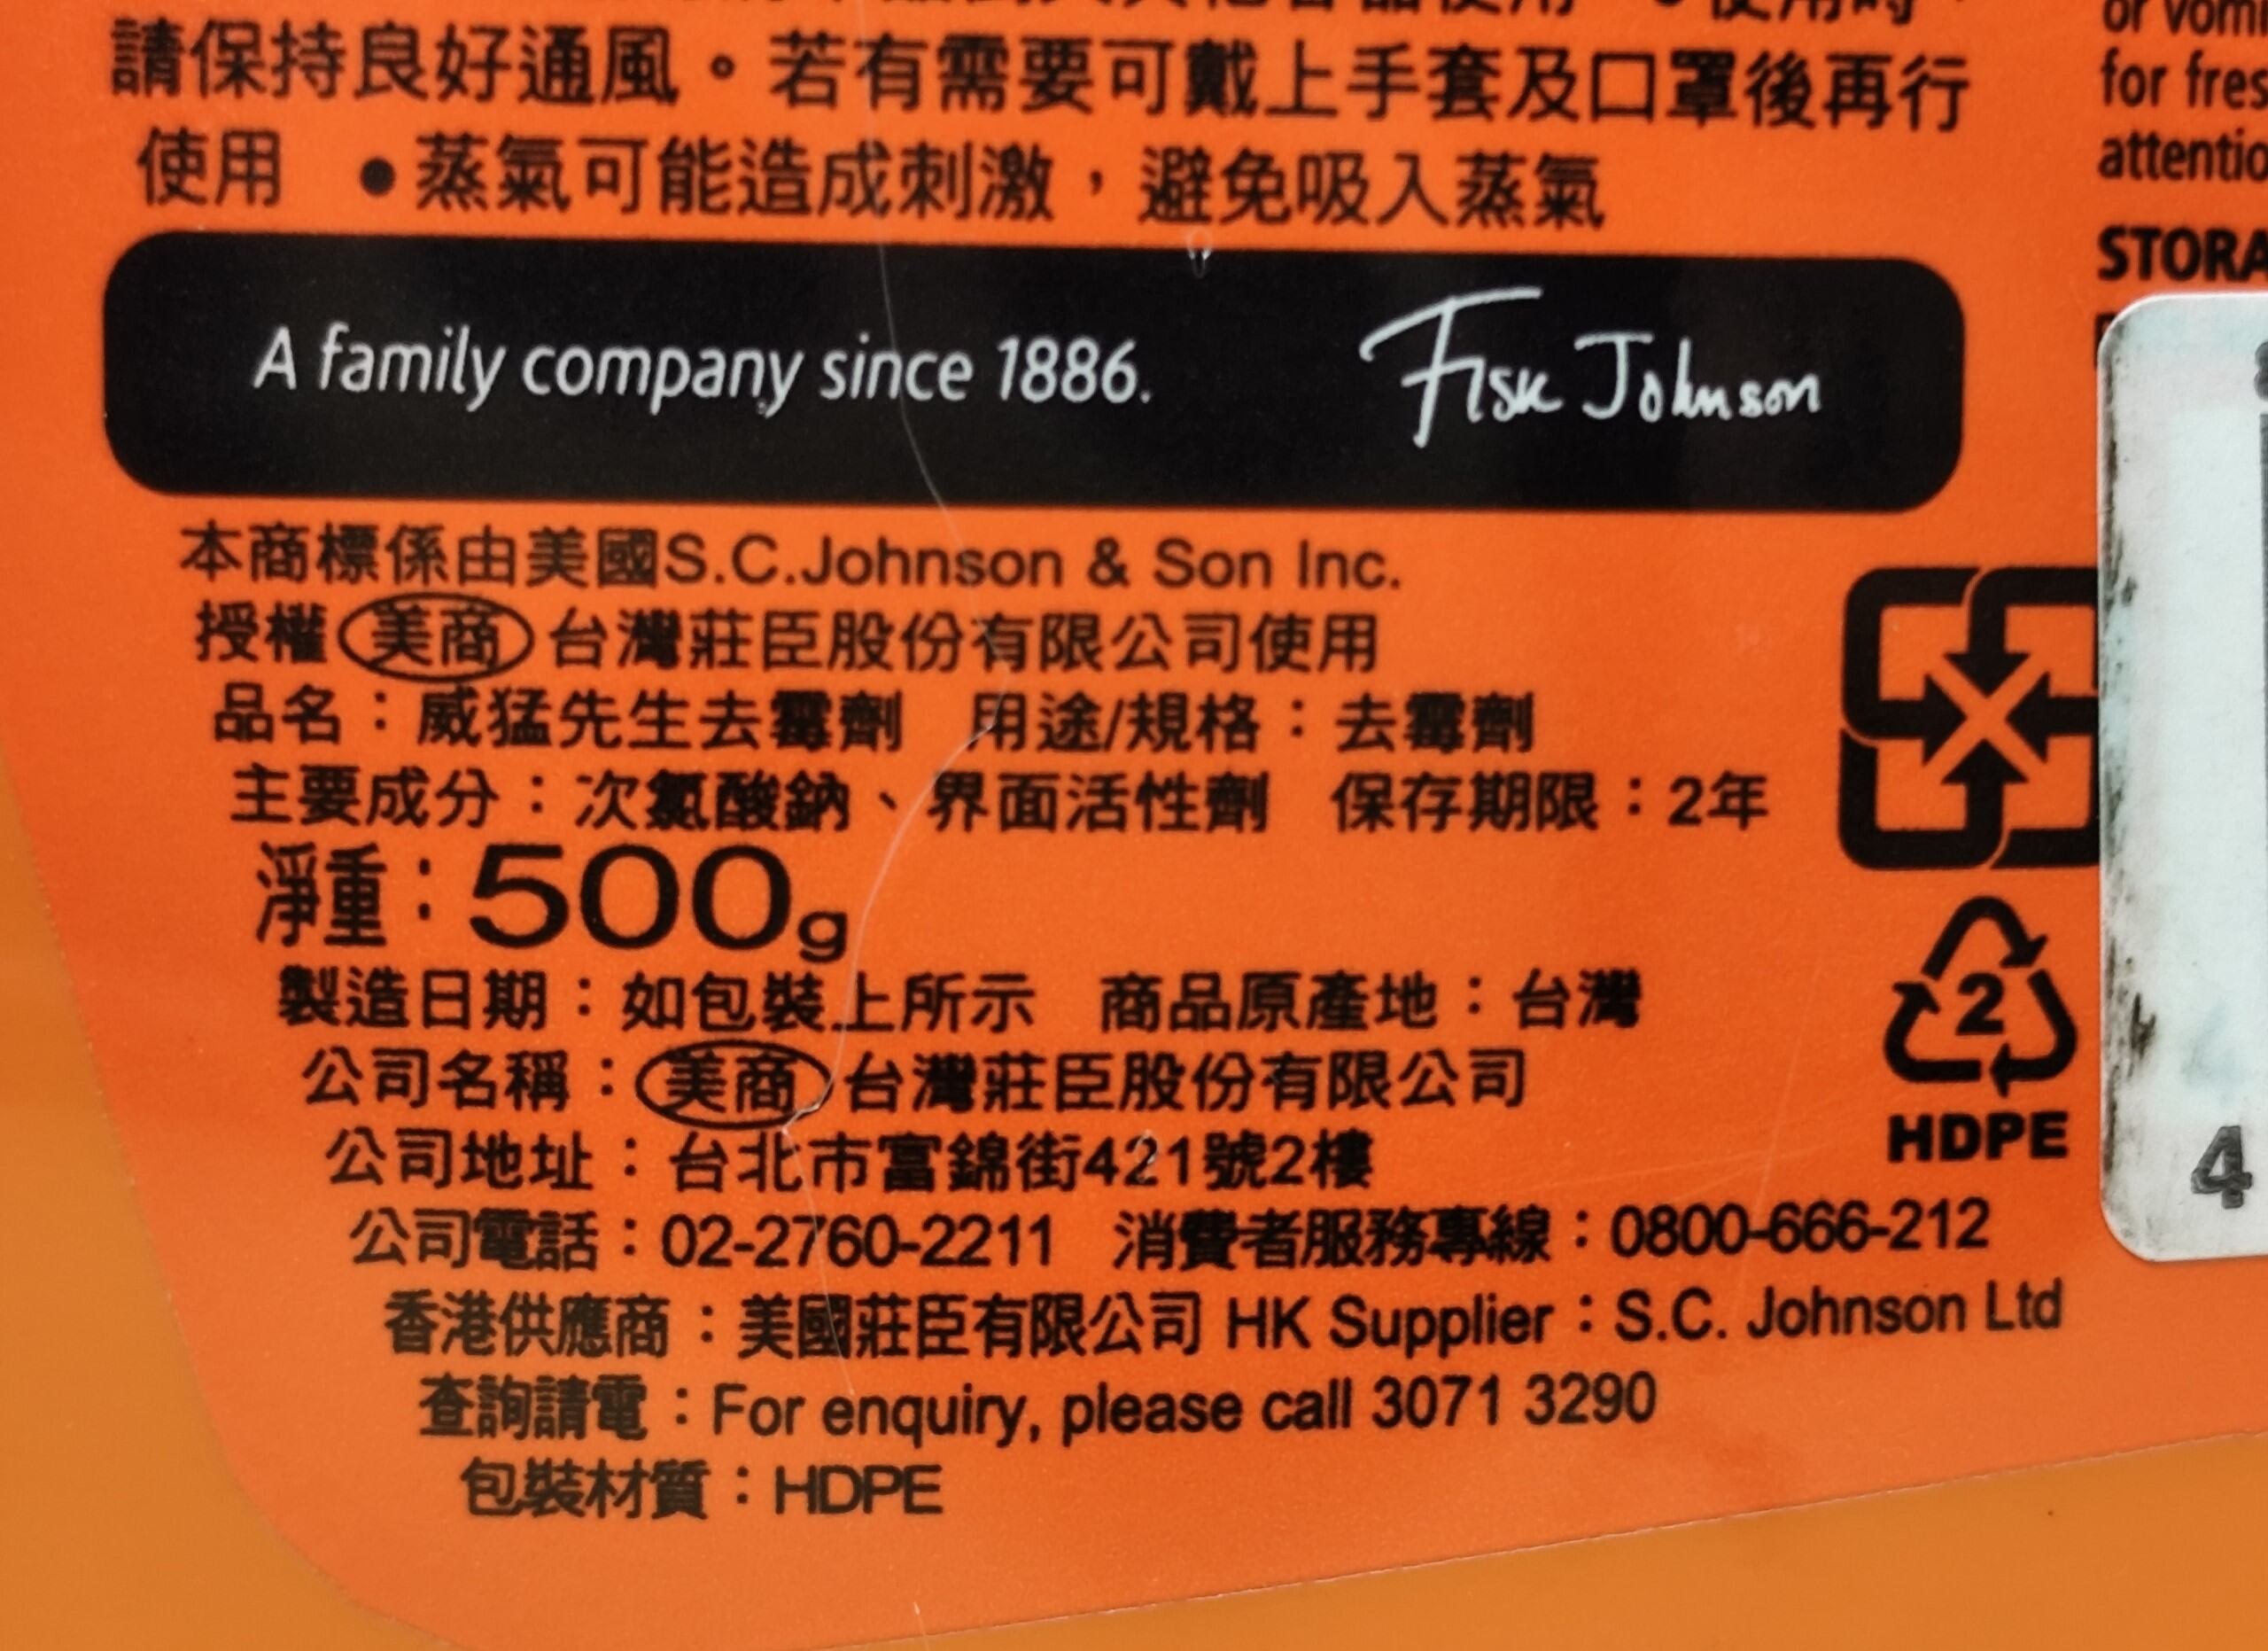 請保持良好通風。若有需要可戴上手套及口罩後再行
使用 ●蒸氣可能造成刺激，避免吸入蒸氣
A family company since 1886. Fisk Johnson
本商標係由美國S.C.Johnson & Son Inc.
授權 美商 台灣莊臣股份有限公司使用
品名：威猛先生去霉劑 用途/規格：去霉劑
主要成分：次氯酸鈉、界面活性劑 保存期限：2年
淨重：500g
製造日期：如包裝上所示 商品原產地：台灣
公司名稱：美商 台灣莊臣股份有限公司
公司地址：台北市富錦街421號2樓
公司電話：02-2760-2211 消費者服務專線：0800-666-212
香港供應商：美國莊臣有限公司 HK Supplier：S.C. Johnson Ltd
查詢請電：For enquiry, please call 3071 3290
包裝材質：HDPE
2
HDPE
or vom
for fres
attentio
STORA
4